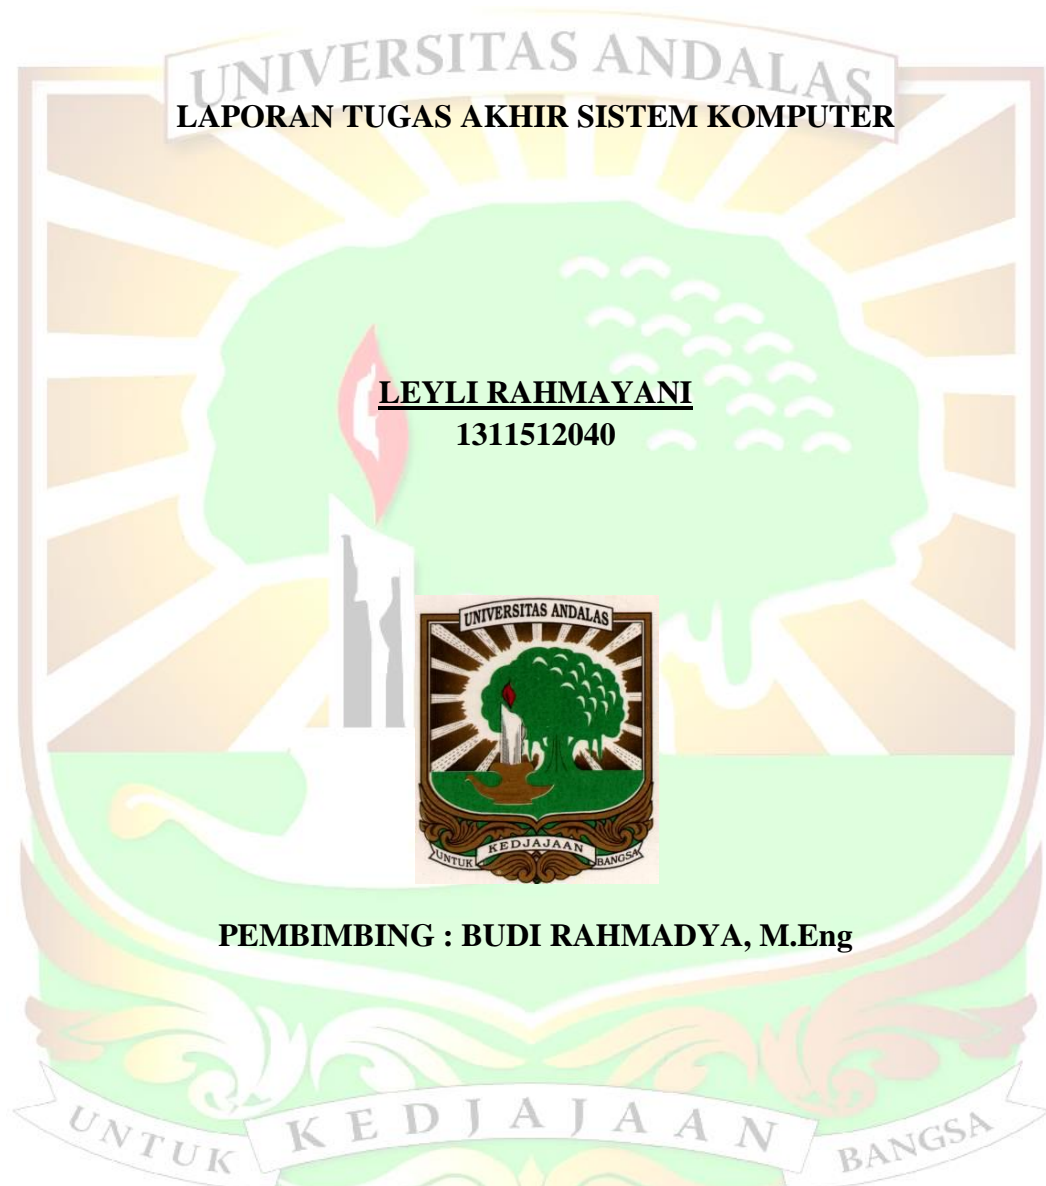 UNIVERSITAS ANDALAS
LAPORAN TUGAS AKHIR SISTEM KOMPUTER
LEYLI RAHMAYANI
1311512040
UNIVERSITAS ANDALAS
UNTUK KEDJAJAAN BANGSA
PEMBIMBING : BUDI RAHMADYA, M.Eng
UNTUK KEDJAJAAN BANGSA